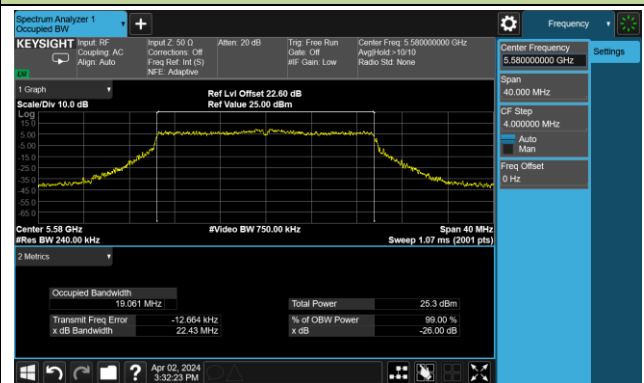 Spectrum Analyzer 1
Occupied BW
+
Frequency
KEYSIGHT
Input: RF
Coupling: AC
Align: Auto
Input Z: 50 Ω
Corrections: Off
Freq Ref: Int (S)
NFE: Adaptive
Atten: 20 dB
Trig: Free Run
Gate: Off
#IF Gain: Low
Center Freq: 5.580000000 GHz
Avg|Hold:>10/10
Radio Std: None
Center Frequency
5.580000000 GHz
Settings
Span
40.000 MHz
CF Step
4.000000 MHz
Auto
Man
Freq Offset
0 Hz
1 Graph
Scale/Div 10.0 dB
Ref Lvl Offset 22.60 dB
Ref Value 25.00 dBm
Log
15.0
5.00
-5.00
-15.0
-25.0
-35.0
-45.0
-55.0
-65.0
Center 5.58 GHz
#Res BW 240.00 kHz
#Video BW 750.00 kHz
Span 40 MHz
Sweep 1.07 ms (2001 pts)
2 Metrics
Occupied Bandwidth
19.061 MHz
Total Power 25.3 dBm
Transmit Freq Error -12.664 kHz
% of OBW Power 99.00 %
x dB Bandwidth 22.43 MHz
x dB -26.00 dB
?
Apr 02, 2024
3:32:23 PM